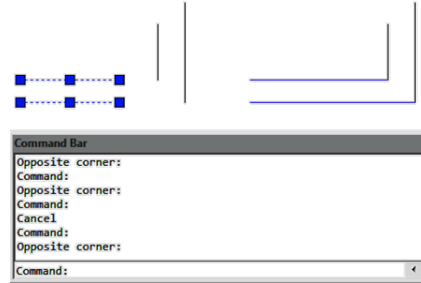 Command Bar
Opposite corner:
Command:
Opposite corner:
Command:
Cancel
Command:
Opposite corner:
Command: